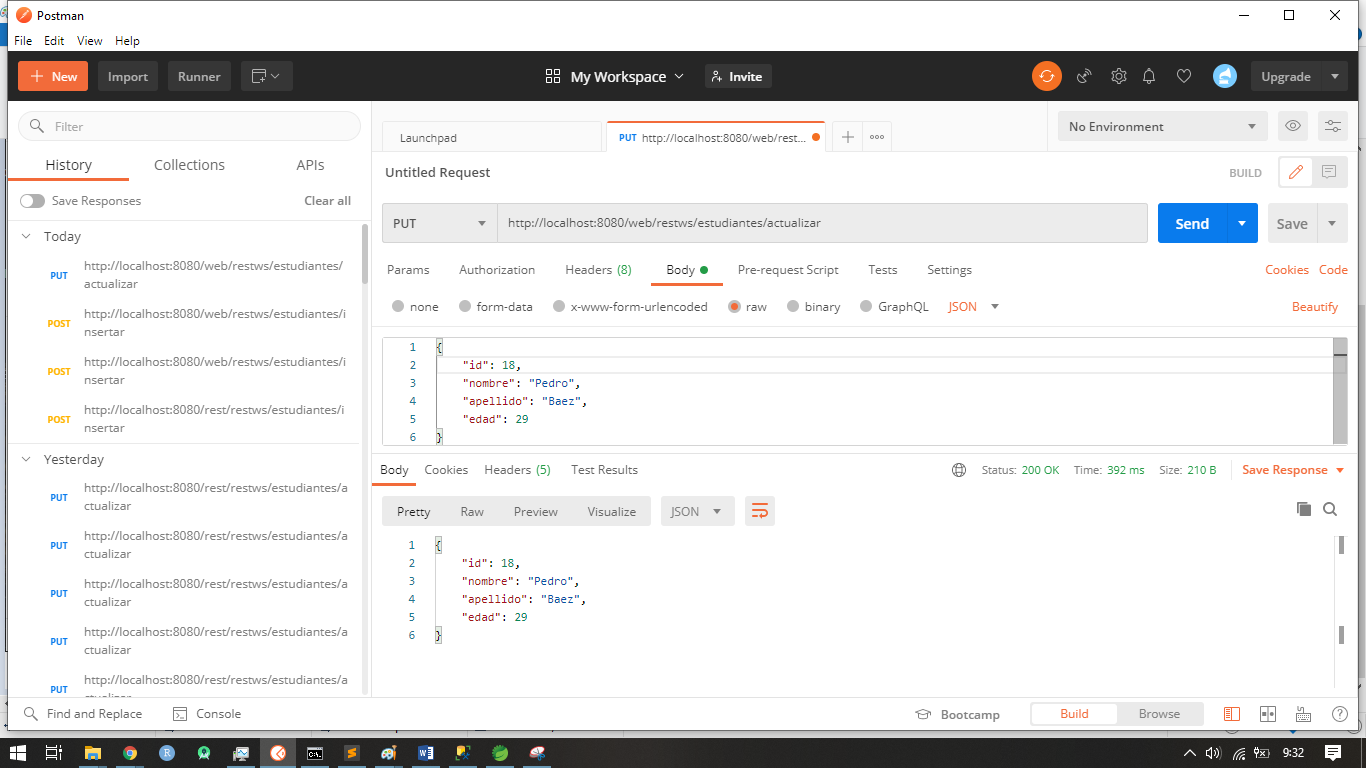 Postman
File Edit View Help
New Import Runner My Workspace Invite Upgrade
Filter
History Collections APIs
Save Responses Clear all
Today
PUT http://localhost:8080/web/restws/estudiantes/
actualizar
POST http://localhost:8080/web/restws/estudiantes/i
nsertar
POST http://localhost:8080/web/restws/estudiantes/i
nsertar
POST http://localhost:8080/rest/restws/estudiantes/i
nsertar
Yesterday
PUT http://localhost:8080/rest/restws/estudiantes/a
ctualizar
PUT http://localhost:8080/rest/restws/estudiantes/a
ctualizar
PUT http://localhost:8080/rest/restws/estudiantes/a
ctualizar
PUT http://localhost:8080/rest/restws/estudiantes/a
ctualizar
PUT http://localhost:8080/rest/restws/estudiantes/a
ctualizar
Launchpad PUT http://localhost:8080/web/rest... No Environment
Untitled Request BUILD
PUT http://localhost:8080/web/restws/estudiantes/actualizar Send Save
Params Authorization Headers (8) Body Pre-request Script Tests Settings Cookies Code
none form-data x-www-form-urlencoded raw binary GraphQL JSON Beautify
1 {
2 "id": 18,
3 "nombre": "Pedro",
4 "apellido": "Baez",
5 "edad": 29
6 }
Body Cookies Headers (5) Test Results Status: 200 OK Time: 392 ms Size: 210 B Save Response
Pretty Raw Preview Visualize JSON
1 {
2 "id": 18,
3 "nombre": "Pedro",
4 "apellido": "Baez",
5 "edad": 29
6 }
Find and Replace Console Bootcamp Build Browse
9:32